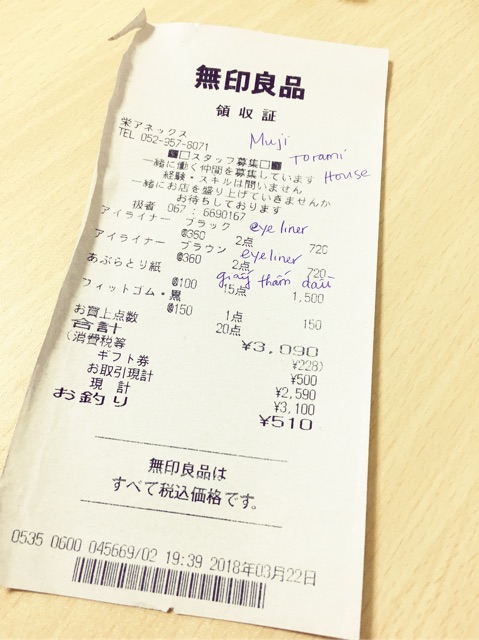 無印良品
領収証
栄アネックス
TEL 052-957-6071 Muji
■□スタッフ募集□■ Torami
一緒に働く仲間を募集しています House
経験・スキルは問いません
一緒にお店を盛り上げていきませんか
お待ちしております
扱者 067: 6690167
アイライナー ブラック eyeliner
@350 2点 720
アイライナー ブラウン eyeliner
@360 2点 720
あぶらとり紙 giấy thấm dầu
@100 15点 1,500
フィットゴム・黒
@150 1点 150
お買上点数 20点
合計 ¥3,090
(消費税等 ¥228)
ギフト券 ¥500
お取引現計 ¥2,590
現計 ¥3,100
お釣り ¥510
無印良品は
すべて税込価格です。
0535 0600 045669/02 19:39 2018年03月22日